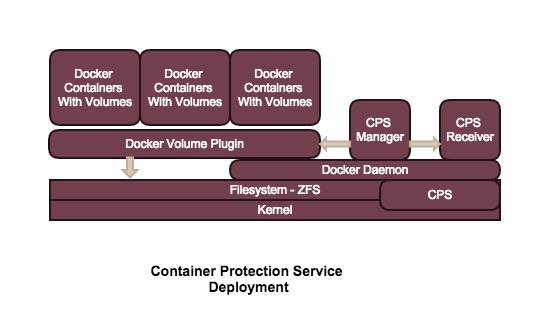 Docker
Containers
With Volumes
Docker
Containers
With Volumes
Docker
Containers
With Volumes
CPS
Manager
CPS
Receiver
Docker Volume Plugin
Docker Daemon
Filesystem - ZFS
CPS
Kernel
Container Protection Service
Deployment